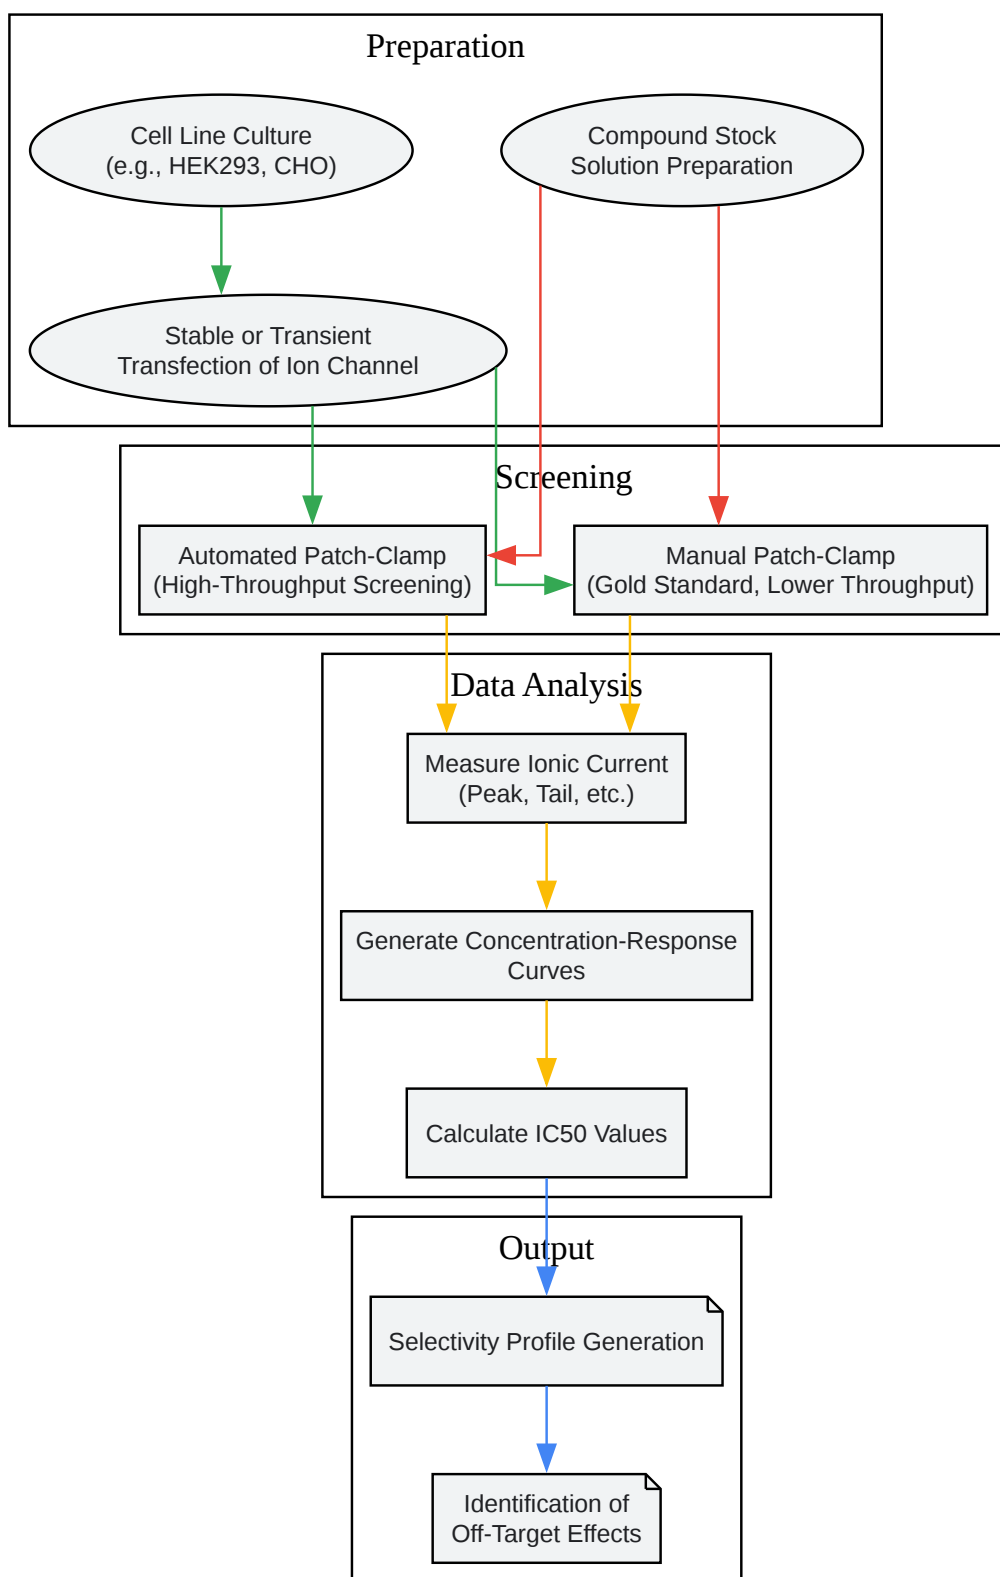 Preparation
Cell Line Culture
(e.g., HEK293, CHO)
Compound Stock
Solution Preparation
Stable or Transient
Transfection of Ion Channel
Screening
Automated Patch-Clamp
(High-Throughput Screening)
Manual Patch-Clamp
(Gold Standard, Lower Throughput)
Data Analysis
Measure Ionic Current
(Peak, Tail, etc.)
Generate Concentration-Response
Curves
Calculate IC50 Values
Output
Selectivity Profile Generation
Identification of
Off-Target Effects